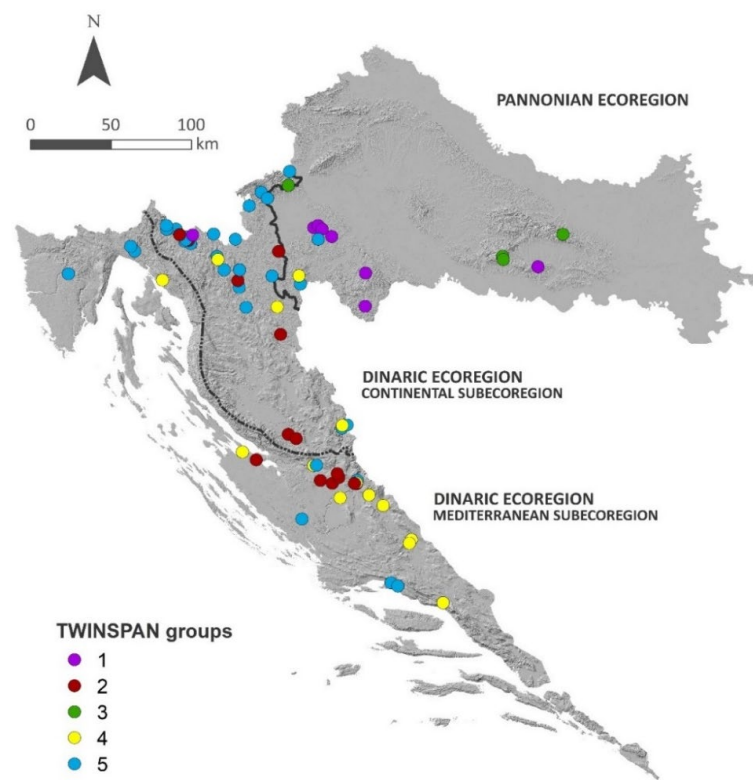 N
PANNONIAN ECOREGION
0 50 100
km
DINARIC ECOREGION
CONTINENTAL SUBECOREGION
DINARIC ECOREGION
MEDITERRANEAN SUBECOREGION
TWINSPAN groups
1
2
3
4
5